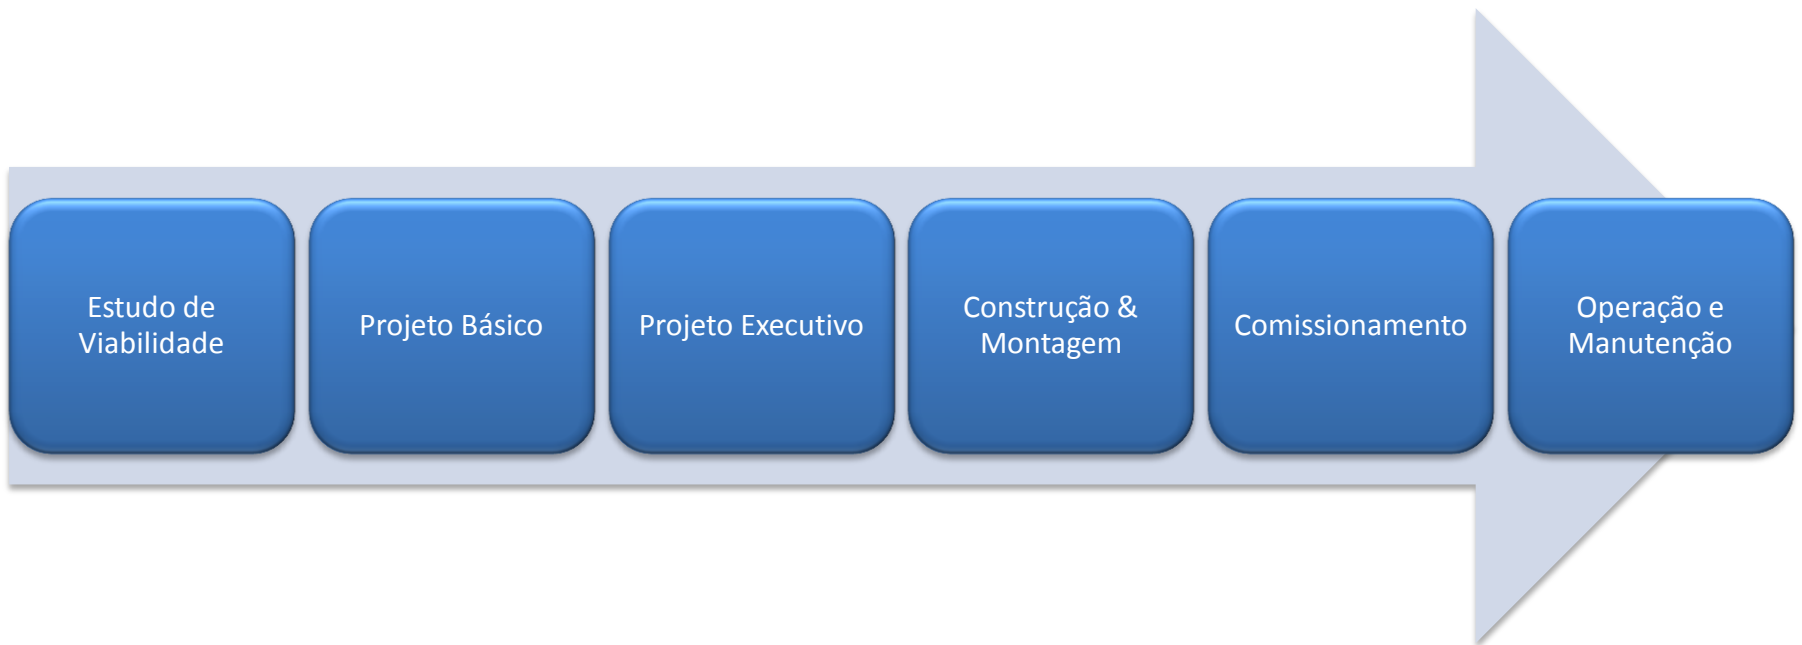 Estudo de
Viabilidade
Projeto Básico
Projeto Executivo
Construção &
Montagem
Comissionamento
Operação e
Manutenção